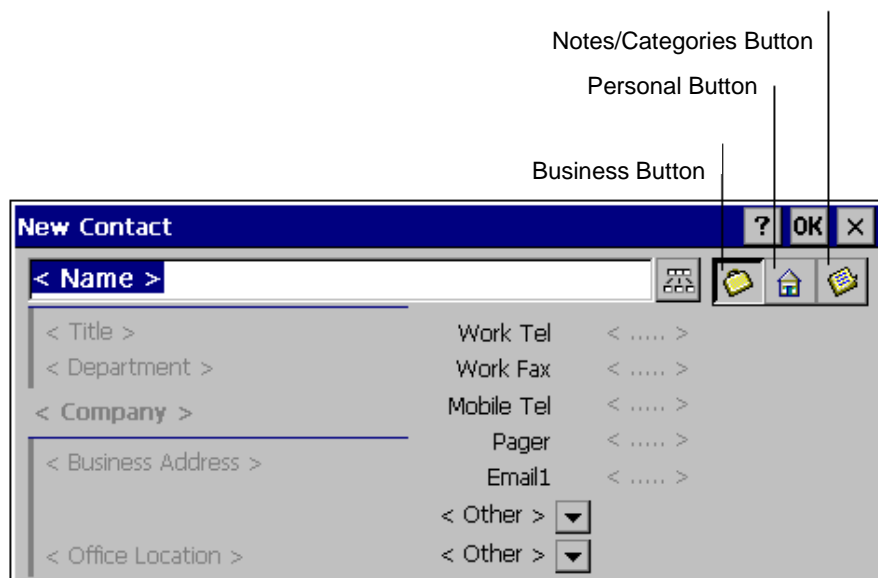 Notes/Categories Button
Personal Button
Business Button
New Contact ? OK ×
< Name >
< Title > Work Tel < ..... >
< Department > Work Fax < ..... >
< Company > Mobile Tel < ..... >
Pager < ..... >
< Business Address > Email1 < ..... >
< Other >
< Office Location > < Other >